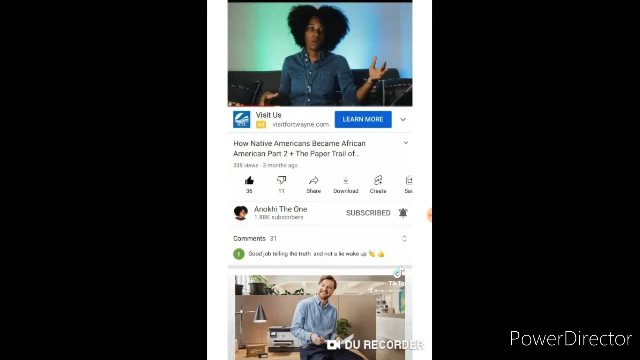 Visit Us
Ad visitfortwayne.com
LEARN MORE
How Native Americans Became African
American Part 2 + The Paper Trail of...
338 views · 3 months ago
36
11
Share
Download
Create
Anokhi The One
1.88K subscribers
SUBSCRIBED
Comments 31
Good job telling the truth and not a lie wake up 👋 👍
DU RECORDER
PowerDirector